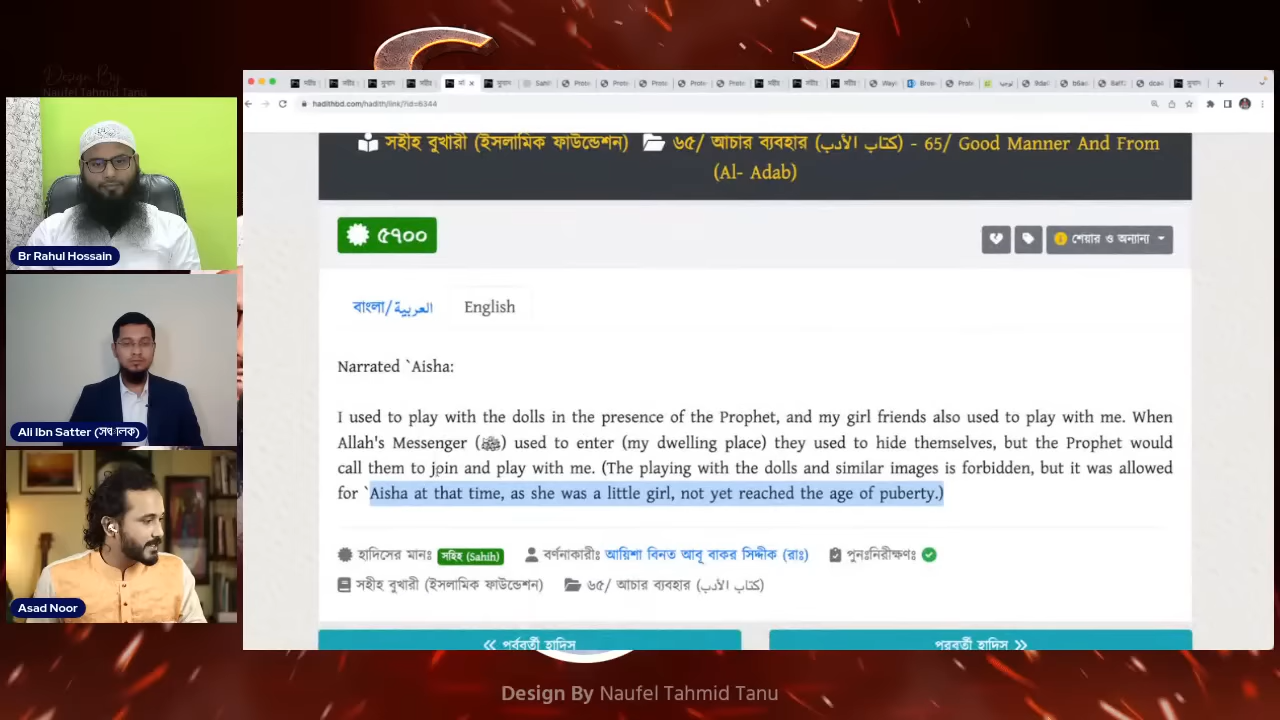 Design By
Naufel Tahmid Tanu
hadithbd.com/hadith/link/?id=6344
সহীহ বুখারী (ইসলামিক ফাউন্ডেশন) ৬৫/ আচার ব্যবহার (كتاب الأدب) - 65/ Good Manner And From
(Al- Adab)
৫৭০০
শেয়ার ও অন্যান্য
বাংলা/العربية English
Narrated `Aisha:
I used to play with the dolls in the presence of the Prophet, and my girl friends also used to play with me. When
Allah's Messenger (ﷺ) used to enter (my dwelling place) they used to hide themselves, but the Prophet would
call them to join and play with me. (The playing with the dolls and similar images is forbidden, but it was allowed
for `Aisha at that time, as she was a little girl, not yet reached the age of puberty.)
হাদিসের মানঃ সহিহ (Sahih) বর্ণনাকারীঃ আয়িশা বিনত আবূ বাকর সিদ্দীক (রাঃ) পুনঃনিরীক্ষণঃ
সহীহ বুখারী (ইসলামিক ফাউন্ডেশন) ৬৫/ আচার ব্যবহার (كتاب الأدب)
পূর্ববর্তী হাদিস পরবর্তী হাদিস
Br Rahul Hossain
Ali Ibn Satter (সঞ্চালক)
Asad Noor
Design By Naufel Tahmid Tanu